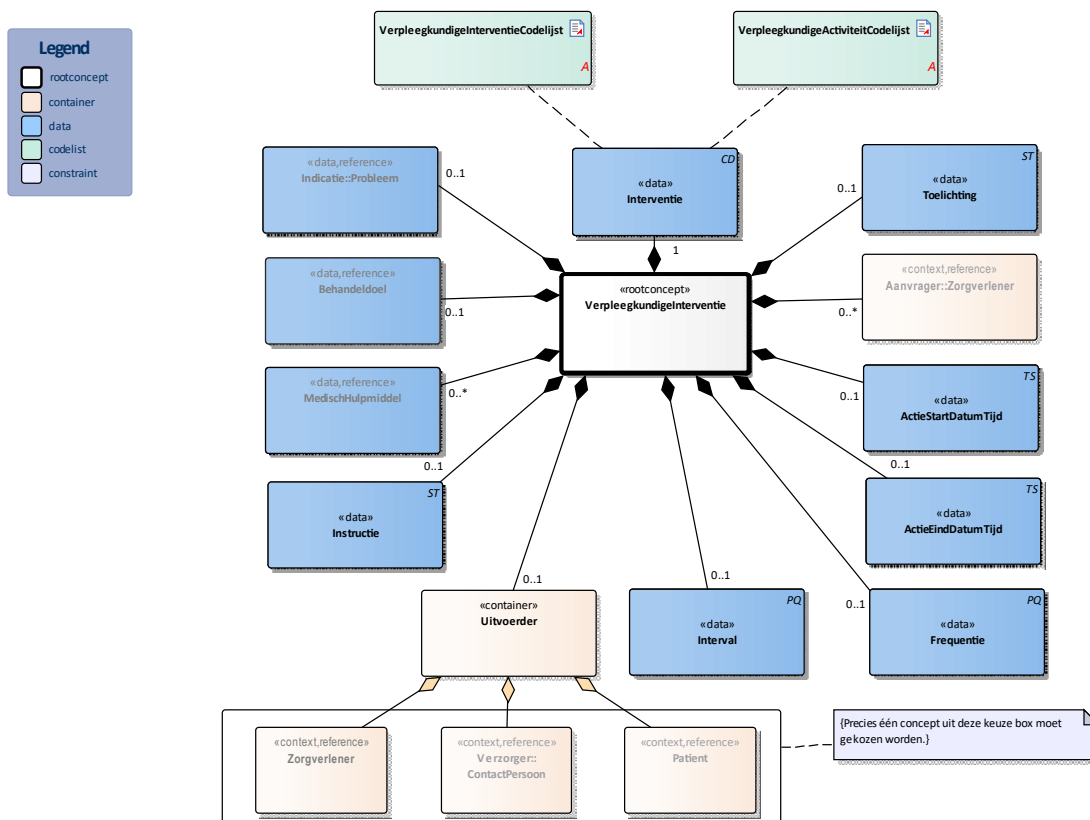 Legend
rootconcept
container
data
codelist
constraint
VerpleegkundigeInterventieCodelijst
A
VerpleegkundigeActiviteitCodelijst
A
«data,reference»
Indicatie::Probleem
0..1
CD
«data»
Interventie
1
ST
«data»
Toelichting
0..1
«data,reference»
Behandeldoel
0..1
«rootconcept»
VerpleegkundigeInterventie
«context,reference»
Aanvrager::Zorgverlener
0..*
«data,reference»
MedischHulpmiddel
0..*
TS
«data»
ActieStartDatumTijd
0..1
ST
«data»
Instructie
0..1
TS
«data»
ActieEindDatumTijd
0..1
«container»
Uitvoerder
0..1
PQ
«data»
Interval
0..1
PQ
«data»
Frequentie
0..1
«context,reference»
Zorgverlener
«context,reference»
Verzorger::
ContactPersoon
«context,reference»
Patient
{Precies één concept uit deze keuze box moet
gekozen worden.}